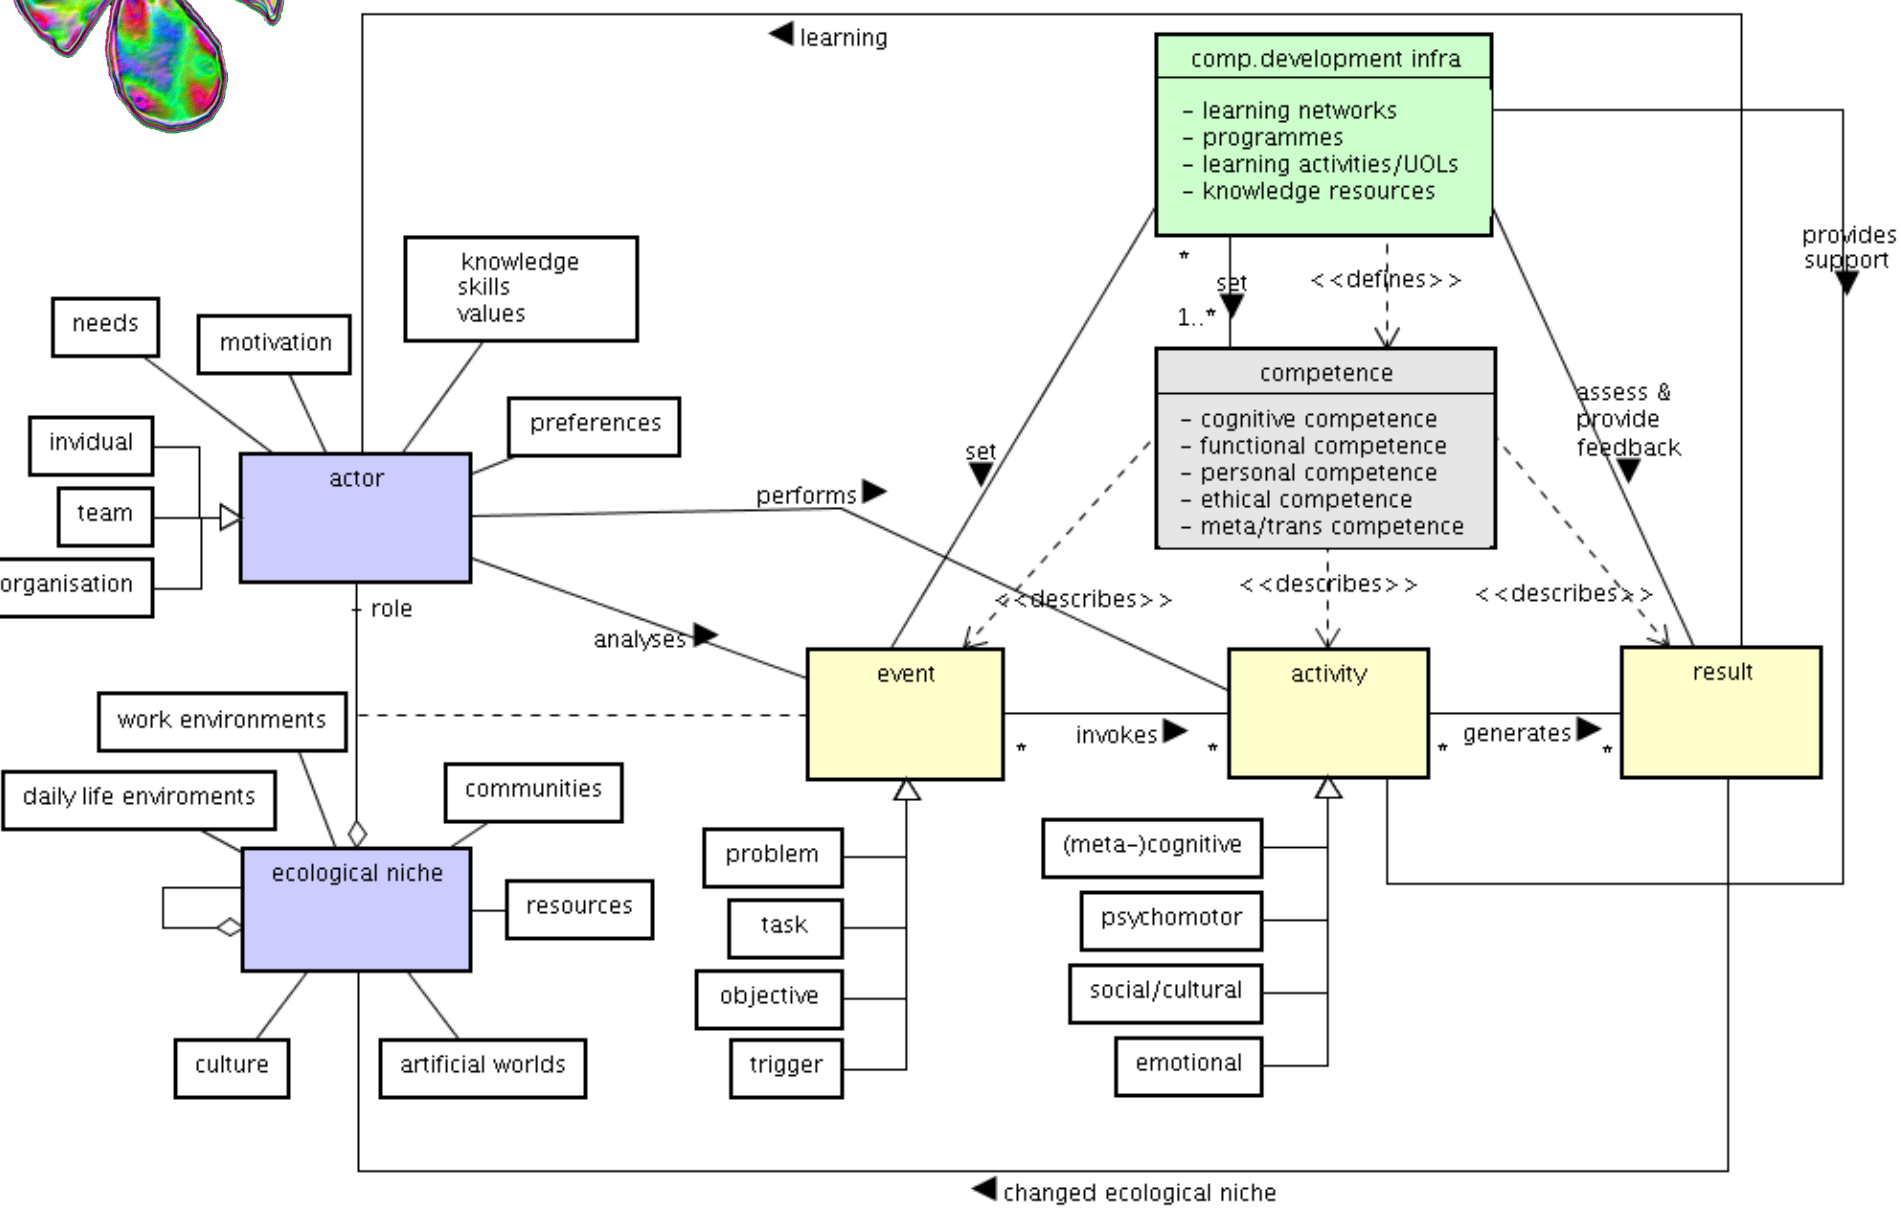 learning
comp.development infra
- learning networks
- programmes
- learning activities/UOLs
- knowledge resources
provides
support
*
set
1..*
<<defines>>
knowledge
skills
values
needs
motivation
preferences
invidual
team
organisation
actor
role
performs
analyses
set
competence
- cognitive competence
- functional competence
- personal competence
- ethical competence
- meta/trans competence
assess &
provide
feedback
<<describes>>
<<describes>>
<<describes>>
event
activity
result
invokes
*
*
generates
*
*
work environments
daily life enviroments
communities
ecological niche
resources
culture
artificial worlds
problem
task
objective
trigger
(meta-)cognitive
psychomotor
social/cultural
emotional
changed ecological niche